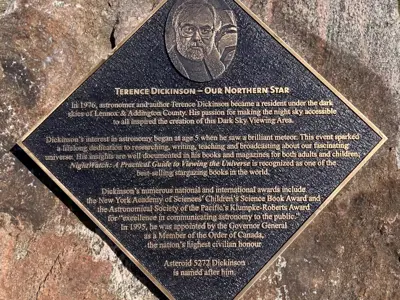 TERENCE DICKINSON – OUR NORTHERN STAR
In 1976, astronomer and author Terence Dickinson became a resident under the dark
skies of Lennox & Addington County. His passion for making the night sky accessible
to all inspired the creation of this Dark Sky Viewing Area.
Dickinson's interest in astronomy began at age 5 when he saw a brilliant meteor. This event sparked
a lifelong dedication to researching, writing, teaching and broadcasting about our fascinating
universe. His insights are well documented in his books and magazines for both adults and children;
NightWatch: A Practical Guide to Viewing the Universe is recognized as one of the
best-selling stargazing books in the world.
Dickinson's numerous national and international awards include
the New York Academy of Sciences' Children's Science Book Award and
the Astronomical Society of the Pacific's Klumpke-Roberts Award
for "excellence in communicating astronomy to the public."
In 1995, he was appointed by the Governor General
as a Member of the Order of Canada,
the nation's highest civilian honour.
Asteroid 5272 Dickinson
is named after him.